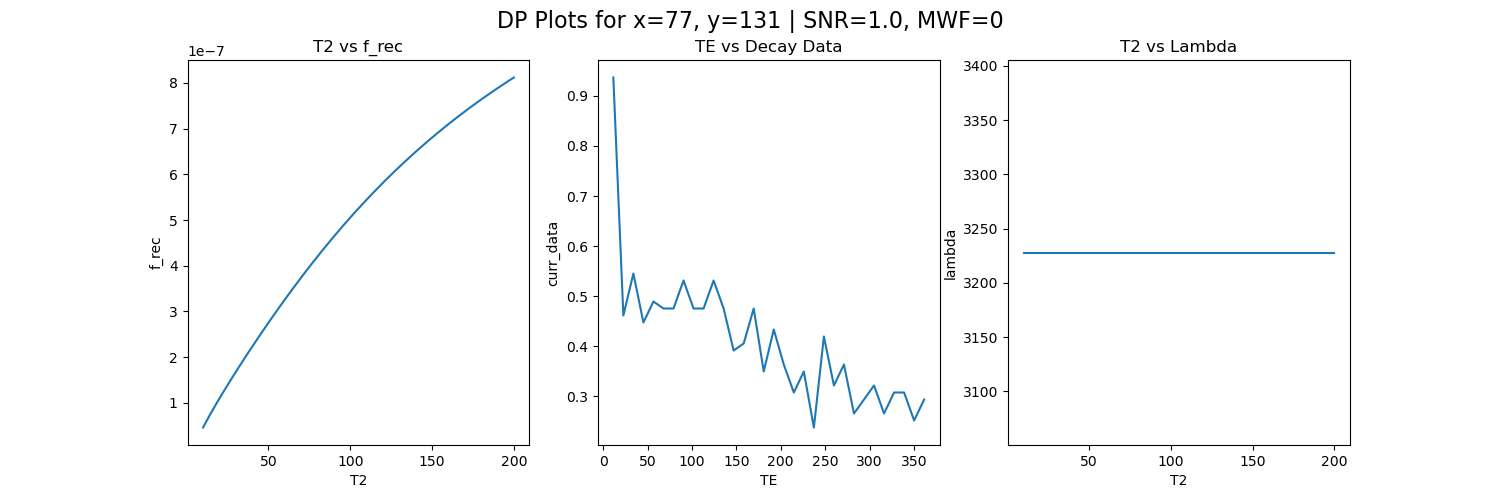 DP Plots for x=77, y=131 | SNR=1.0, MWF=0
T2 vs f_rec
1e−7
8
7
6
5
4
3
2
1
f_rec
50 100 150 200
T2
TE vs Decay Data
0.9
0.8
0.7
0.6
0.5
0.4
0.3
curr_data
0 50 100 150 200 250 300 350
TE
T2 vs Lambda
3400
3350
3300
3250
3200
3150
3100
lambda
50 100 150 200
T2